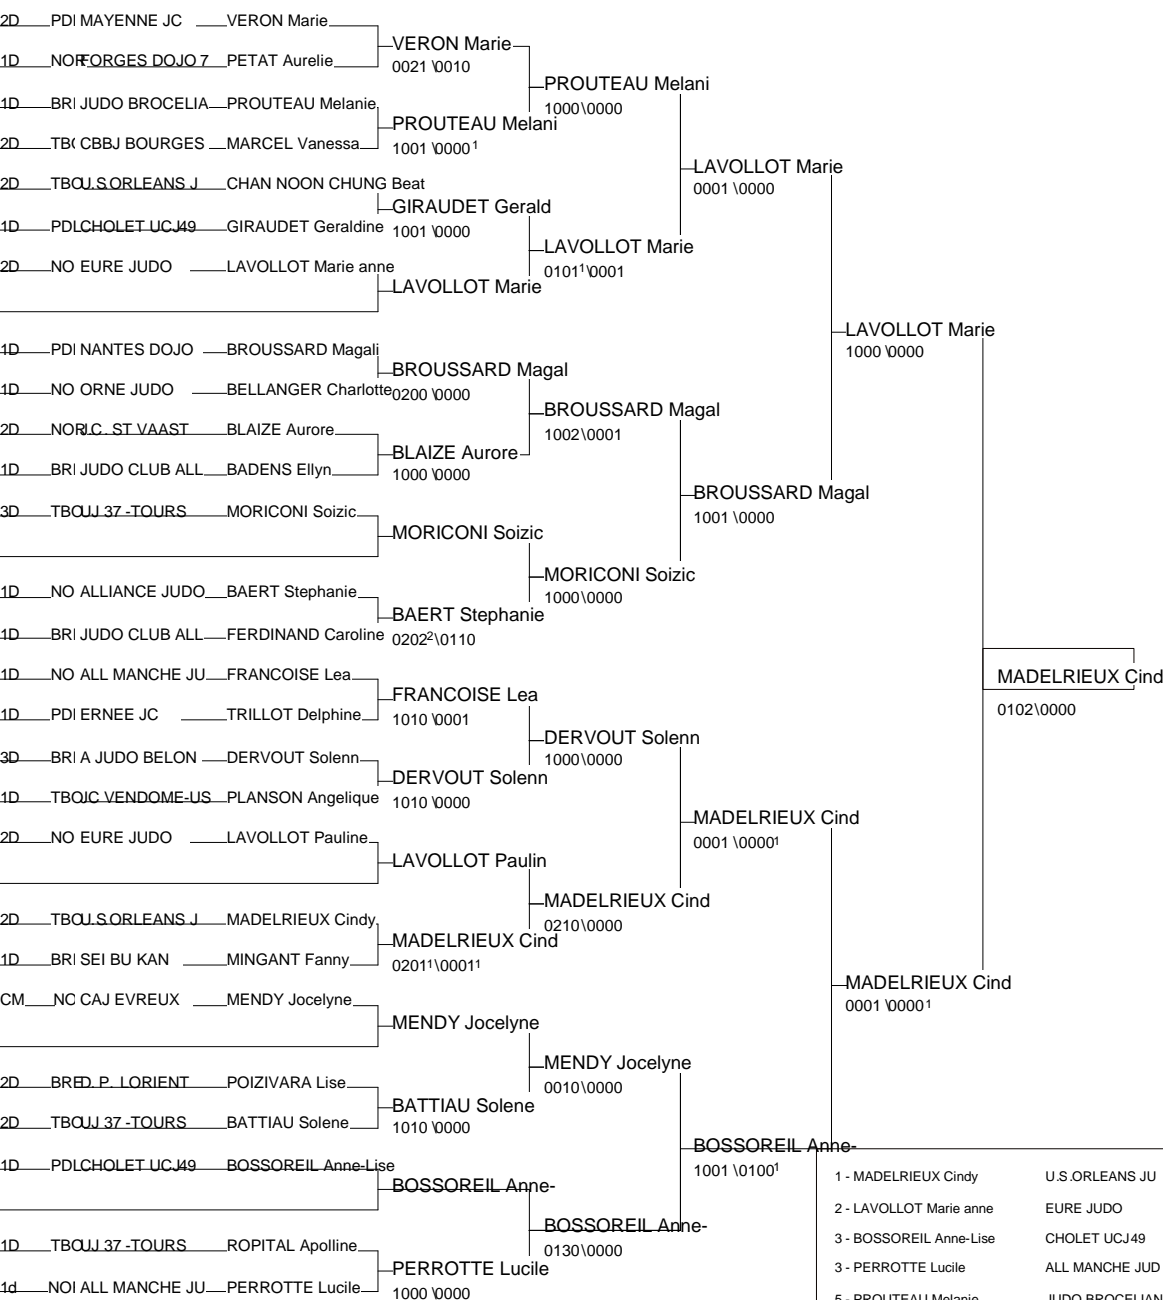 2D PDI MAYENNE JC VERON Marie
VERON Marie
0021 \0010
1D NOR FORGES DOJO 7 PETAT Aurelie
PROUTEAU Melani
1000\0000
1D BRI JUDO BROCELIA PROUTEAU Melanie
PROUTEAU Melani
1001 \0000¹
2D TBC CBBJ BOURGES MARCEL Vanessa
LAVOLLOT Marie
0001 \0000
2D TBO U.S.ORLEANS J CHAN NOON CHUNG Beat
GIRAUDET Gerald
1001 \0000
1D PDL CHOLET UCJ49 GIRAUDET Geraldine
LAVOLLOT Marie
0101¹\0001
2D NO EURE JUDO LAVOLLOT Marie anne
LAVOLLOT Marie
LAVOLLOT Marie
1000 \0000
1D PDI NANTES DOJO BROUSSARD Magali
BROUSSARD Magal
0200 \0000
1D NO ORNE JUDO BELLANGER Charlotte
BROUSSARD Magal
1002\0001
2D NOR J.C. ST VAAST BLAIZE Aurore
BLAIZE Aurore
1000 \0000
1D BRI JUDO CLUB ALL BADENS Ellyn
BROUSSARD Magal
1001 \0000
3D TBO UJ 37 -TOURS MORICONI Soizic
MORICONI Soizic
MORICONI Soizic
1000\0000
1D NO ALLIANCE JUDO BAERT Stephanie
BAERT Stephanie
0202²\0110
1D BRI JUDO CLUB ALL FERDINAND Caroline
MADELRIEUX Cind
0102\0000
1D NO ALL MANCHE JU FRANCOISE Lea
FRANCOISE Lea
1010 \0001
1D PDI ERNEE JC TRILLOT Delphine
DERVOUT Solenn
1000\0000
3D BRI A JUDO BELON DERVOUT Solenn
DERVOUT Solenn
1010 \0000
1D TBO JC VENDOME-US PLANSON Angelique
MADELRIEUX Cind
0001 \0000¹
2D NO EURE JUDO LAVOLLOT Pauline
LAVOLLOT Paulin
MADELRIEUX Cind
0210\0000
2D TBO U.S.ORLEANS J MADELRIEUX Cindy
MADELRIEUX Cind
0201¹\0001¹
1D BRI SEI BU KAN MINGANT Fanny
MADELRIEUX Cind
0001 \0000¹
CM NC CAJ EVREUX MENDY Jocelyne
MENDY Jocelyne
MENDY Jocelyne
0010\0000
2D BRE D. P. LORIENT POIZIVARA Lise
BATTIAU Solene
1010 \0000
2D TBO UJ 37 -TOURS BATTIAU Solene
BOSSOREIL Anne-
1001 \0100¹
1D PDL CHOLET UCJ49 BOSSOREIL Anne-Lise
BOSSOREIL Anne-
BOSSOREIL Anne-
0130\0000
1D TBO UJ 37 -TOURS ROPITAL Apolline
PERROTTE Lucile
1000 \0000
1d NOI ALL MANCHE JU PERROTTE Lucile
1 - MADELRIEUX Cindy U.S.ORLEANS JU
2 - LAVOLLOT Marie anne EURE JUDO
3 - BOSSOREIL Anne-Lise CHOLET UCJ49
3 - PERROTTE Lucile ALL MANCHE JUD
5 - PROUTEAU Melanie JUDO BROCELIAN